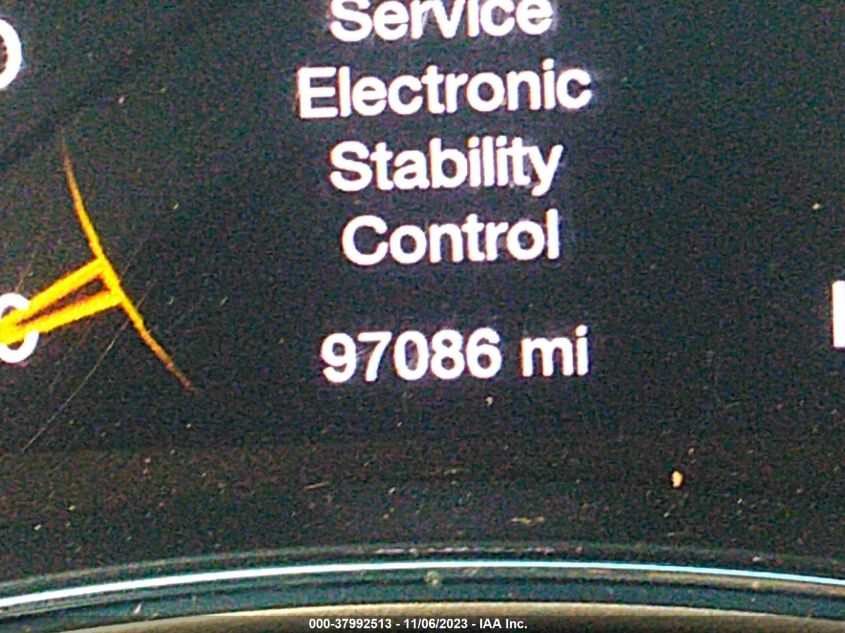 Service
Electronic
Stability
Control
97086 mi
000-37992513 - 11/06/2023 - IAA Inc.